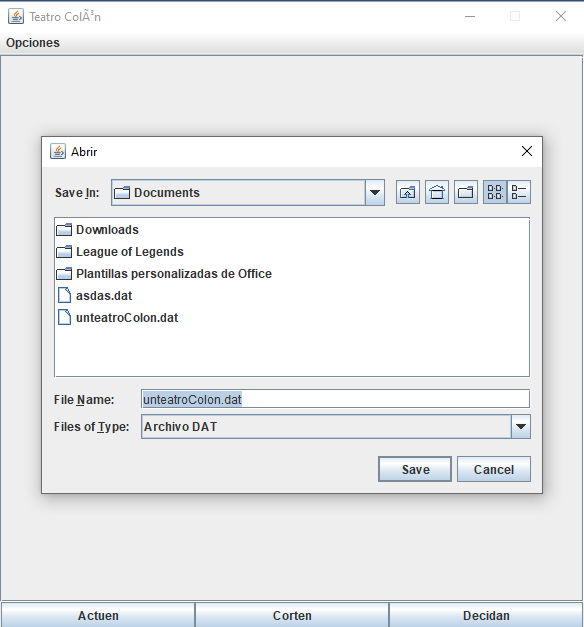 Teatro ColÃ³n
Opciones
Abrir
Save In: Documents
Downloads
League of Legends
Plantillas personalizadas de Office
asdas.dat
unteatroColon.dat
File Name: unteatroColon.dat
Files of Type: Archivo DAT
Save Cancel
Actuen Corten Decidan